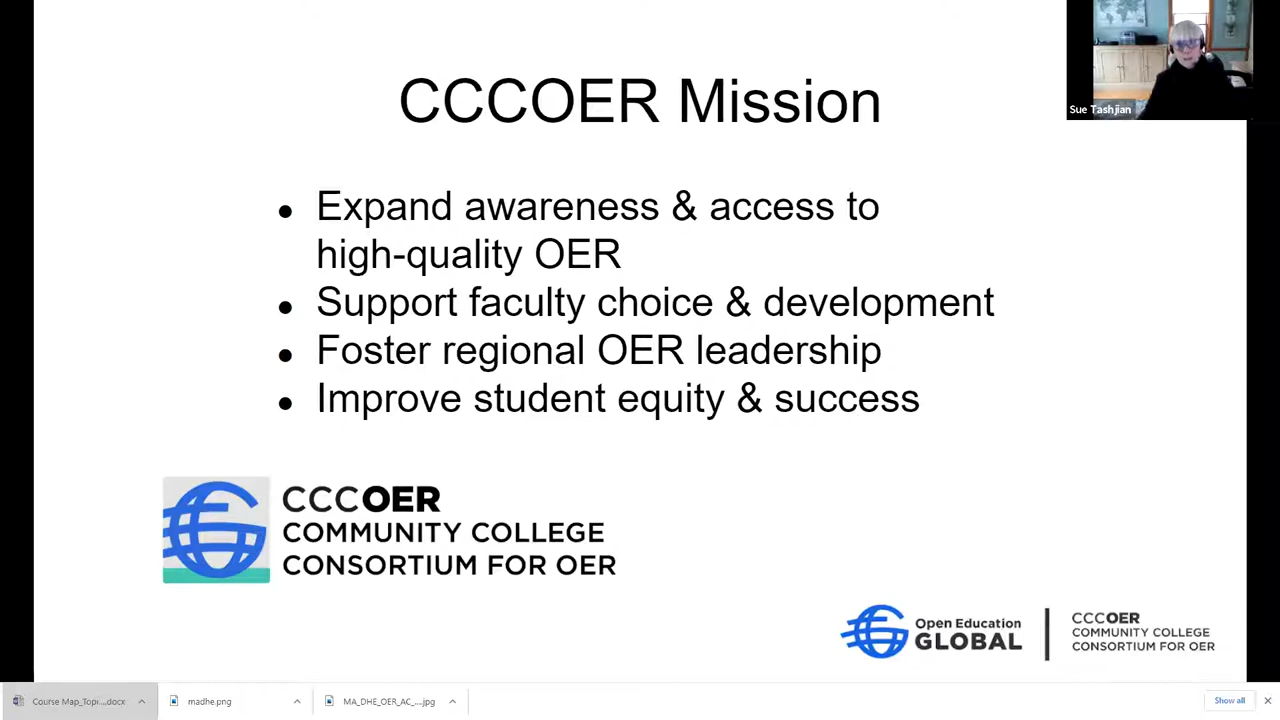 CCCOER Mission
Sue Tashjian
● Expand awareness & access to
high-quality OER
● Support faculty choice & development
● Foster regional OER leadership
● Improve student equity & success
CCCOER
COMMUNITY COLLEGE
CONSORTIUM FOR OER
Open Education
GLOBAL
CCCOER
COMMUNITY COLLEGE
CONSORTIUM FOR OER
Course Map_Topi....docx
madhe.png
MA_DHE_OER_AC_....jpg
Show all